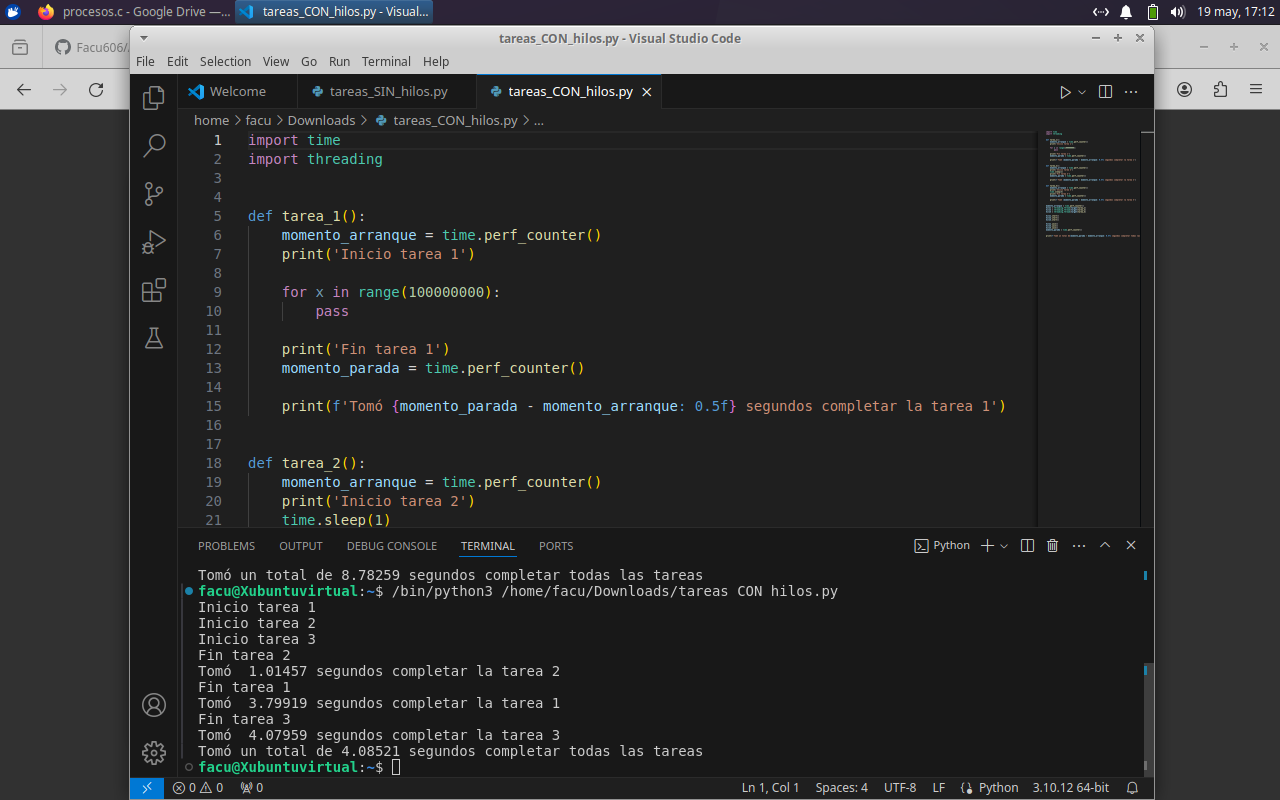 procesos.c - Google Drive —...
tareas_CON_hilos.py - Visual...
19 may, 17:12
Facu606/
tareas_CON_hilos.py - Visual Studio Code
File Edit Selection View Go Run Terminal Help
Welcome
tareas_SIN_hilos.py
tareas_CON_hilos.py
home > facu > Downloads > tareas_CON_hilos.py > ...
1 import time
2 import threading
3
4
5 def tarea_1():
6     momento_arranque = time.perf_counter()
7     print('Inicio tarea 1')
8
9     for x in range(100000000):
10         pass
11
12     print('Fin tarea 1')
13     momento_parada = time.perf_counter()
14
15     print(f'Tomó {momento_parada - momento_arranque: 0.5f} segundos completar la tarea 1')
16
17
18 def tarea_2():
19     momento_arranque = time.perf_counter()
20     print('Inicio tarea 2')
21     time.sleep(1)
PROBLEMS OUTPUT DEBUG CONSOLE TERMINAL PORTS
Python
Tomó un total de 8.78259 segundos completar todas las tareas
facu@Xubuntuvirtual:~$ /bin/python3 /home/facu/Downloads/tareas CON hilos.py
Inicio tarea 1
Inicio tarea 2
Inicio tarea 3
Fin tarea 2
Tomó  1.01457 segundos completar la tarea 2
Fin tarea 1
Tomó  3.79919 segundos completar la tarea 1
Fin tarea 3
Tomó  4.07959 segundos completar la tarea 3
Tomó un total de 4.08521 segundos completar todas las tareas
facu@Xubuntuvirtual:~$
0 0 0
Ln 1, Col 1 Spaces: 4 UTF-8 LF Python 3.10.12 64-bit